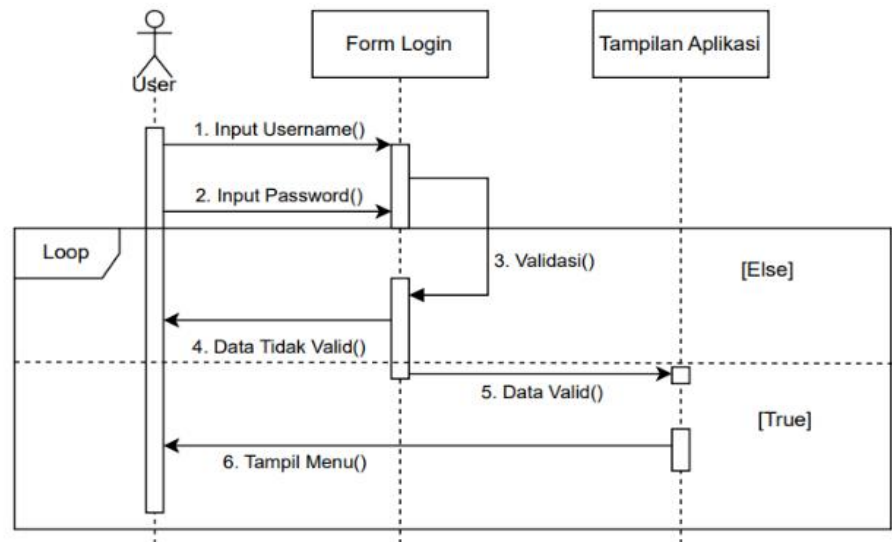 User
Form Login
Tampilan Aplikasi
1. Input Username()
2. Input Password()
Loop
3. Validasi()
[Else]
4. Data Tidak Valid()
5. Data Valid()
[True]
6. Tampil Menu()